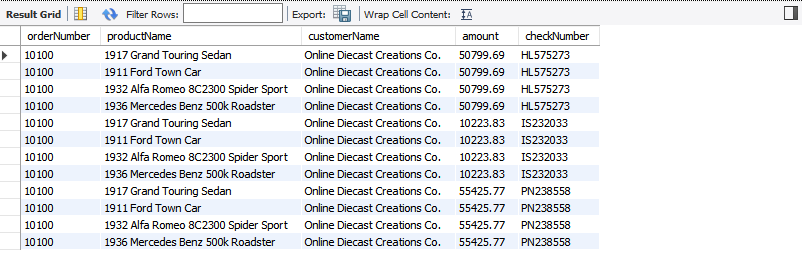 Result Grid Filter Rows: Export: Wrap Cell Content: IA
orderNumber productName customerName amount checkNumber
10100 1917 Grand Touring Sedan Online Diecast Creations Co. 50799.69 HL575273
10100 1911 Ford Town Car Online Diecast Creations Co. 50799.69 HL575273
10100 1932 Alfa Romeo 8C2300 Spider Sport Online Diecast Creations Co. 50799.69 HL575273
10100 1936 Mercedes Benz 500k Roadster Online Diecast Creations Co. 50799.69 HL575273
10100 1917 Grand Touring Sedan Online Diecast Creations Co. 10223.83 IS232033
10100 1911 Ford Town Car Online Diecast Creations Co. 10223.83 IS232033
10100 1932 Alfa Romeo 8C2300 Spider Sport Online Diecast Creations Co. 10223.83 IS232033
10100 1936 Mercedes Benz 500k Roadster Online Diecast Creations Co. 10223.83 IS232033
10100 1917 Grand Touring Sedan Online Diecast Creations Co. 55425.77 PN238558
10100 1911 Ford Town Car Online Diecast Creations Co. 55425.77 PN238558
10100 1932 Alfa Romeo 8C2300 Spider Sport Online Diecast Creations Co. 55425.77 PN238558
10100 1936 Mercedes Benz 500k Roadster Online Diecast Creations Co. 55425.77 PN238558